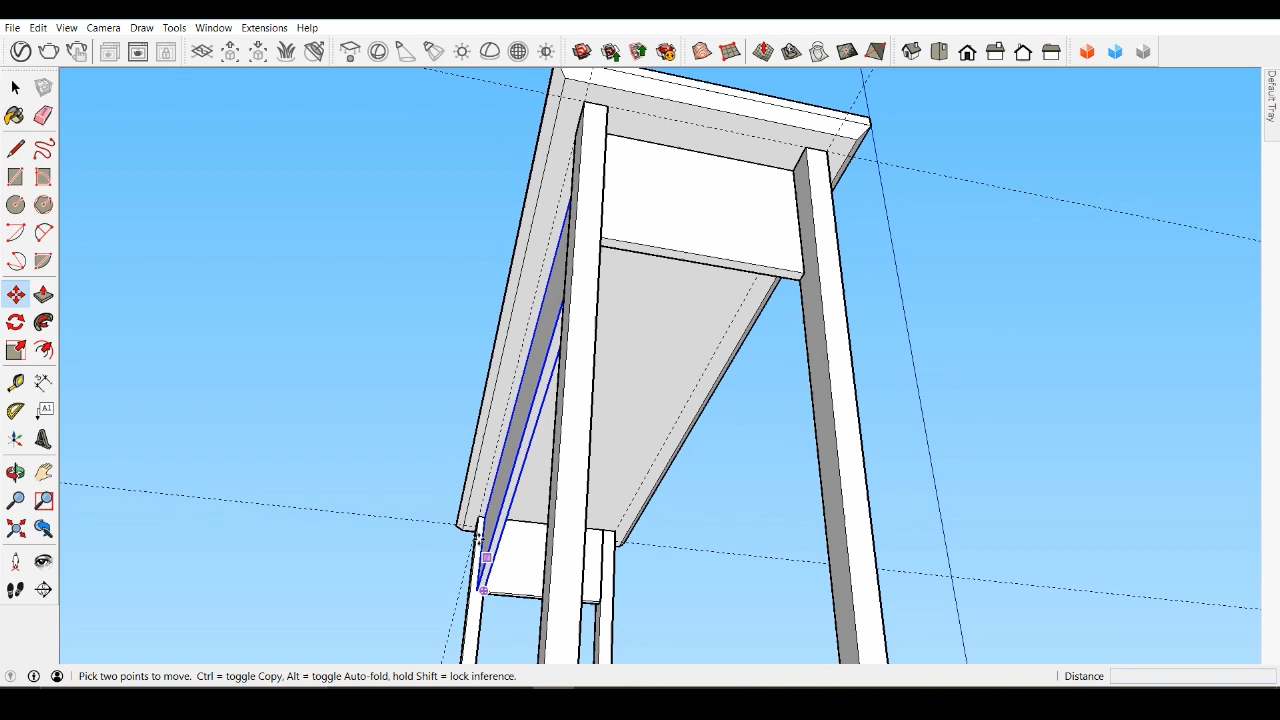 File Edit View Camera Draw Tools Window Extensions Help
Default Tray
A1
Pick two points to move. Ctrl = toggle Copy, Alt = toggle Auto-fold, hold Shift = lock inference.
Distance